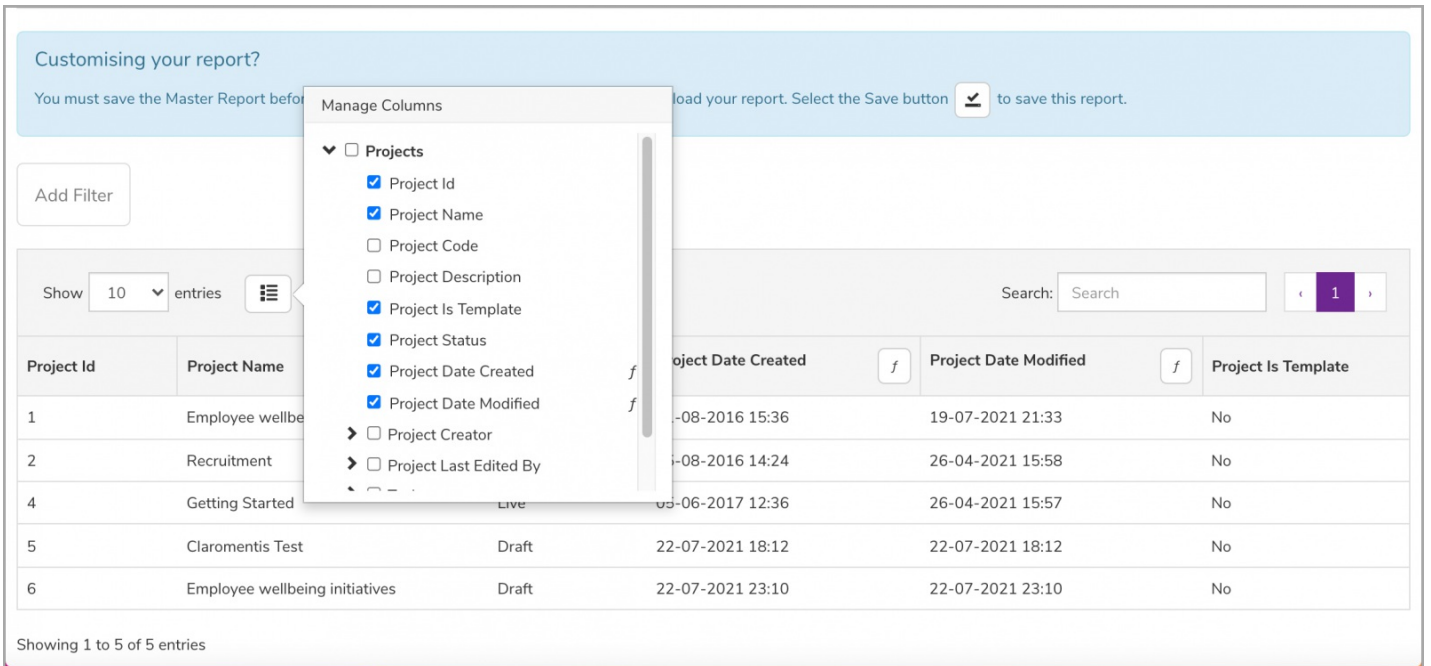 Customising your report?
You must save the Master Report load your report. Select the Save button to save this report.
Manage Columns
Projects
Project Id
Project Name
Project Code
Project Description
Project Is Template
Project Status
Project Date Created f
Project Date Modified f
Project Creator
Project Last Edited By
Add Filter
Show 10 entries
Search: Search ‹ 1 ›
Project Id Project Name Project Date Created f Project Date Modified f Project Is Template
1 Employee -08-2016 15:36 19-07-2021 21:33 No
2 Recruitment -08-2016 14:24 26-04-2021 15:58 No
4 Getting Started Live 05-06-2017 12:36 26-04-2021 15:57 No
5 Claromentis Test Draft 22-07-2021 18:12 22-07-2021 18:12 No
6 Employee wellbeing initiatives Draft 22-07-2021 23:10 22-07-2021 23:10 No
Showing 1 to 5 of 5 entries